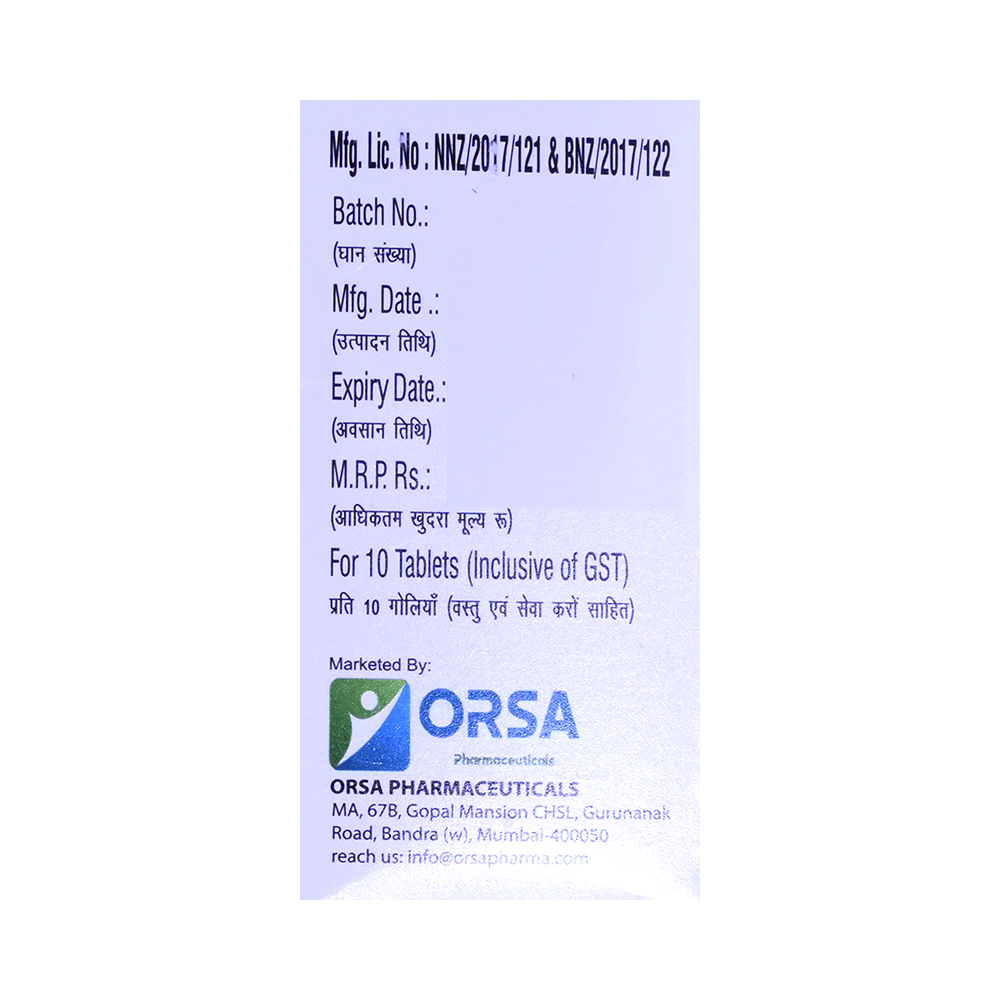 Mfg. Lic. No : NNZ/2017/121 & BNZ/2017/122
Batch No.:
(घान संख्या)
Mfg. Date .:
(उत्पादन तिथि)
Expiry Date.:
(अवसान तिथि)
M.R.P. Rs.:
(आधिकतम खुदरा मूल्य रू)
For 10 Tablets (Inclusive of GST)
प्रति 10 गोलियाँ (वस्तु एवं सेवा करों साहित)
Marketed By:
ORSA
Pharmaceuticals
ORSA PHARMACEUTICALS
MA, 67B, Gopal Mansion CHSL, Gurunanak
Road, Bandra (w), Mumbai-400050
reach us: info@orsapharma.com